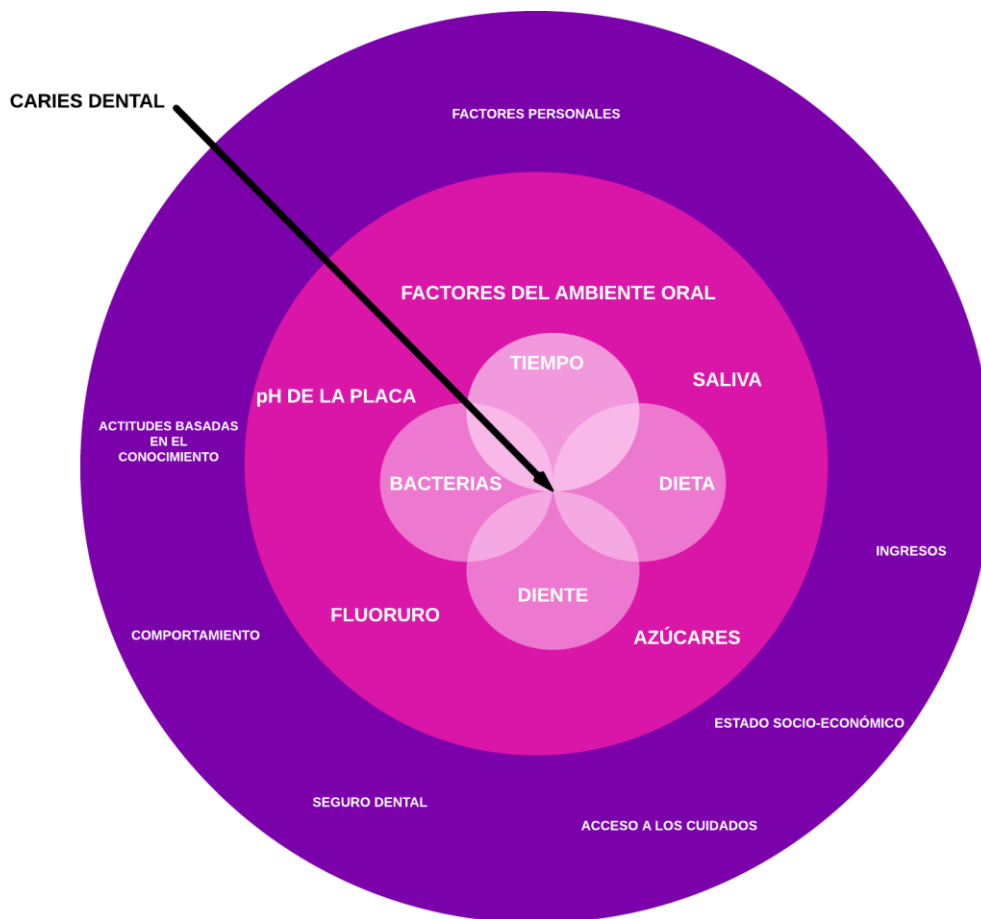 CARIES DENTAL
FACTORES PERSONALES
FACTORES DEL AMBIENTE ORAL
TIEMPO
SALIVA
pH DE LA PLACA
ACTITUDES BASADAS
EN EL
CONOCIMIENTO
BACTERIAS
DIETA
INGRESOS
DIENTE
FLUORURO
COMPORTAMIENTO
AZÚCARES
ESTADO SOCIO-ECONÓMICO
SEGURO DENTAL
ACCESO A LOS CUIDADOS